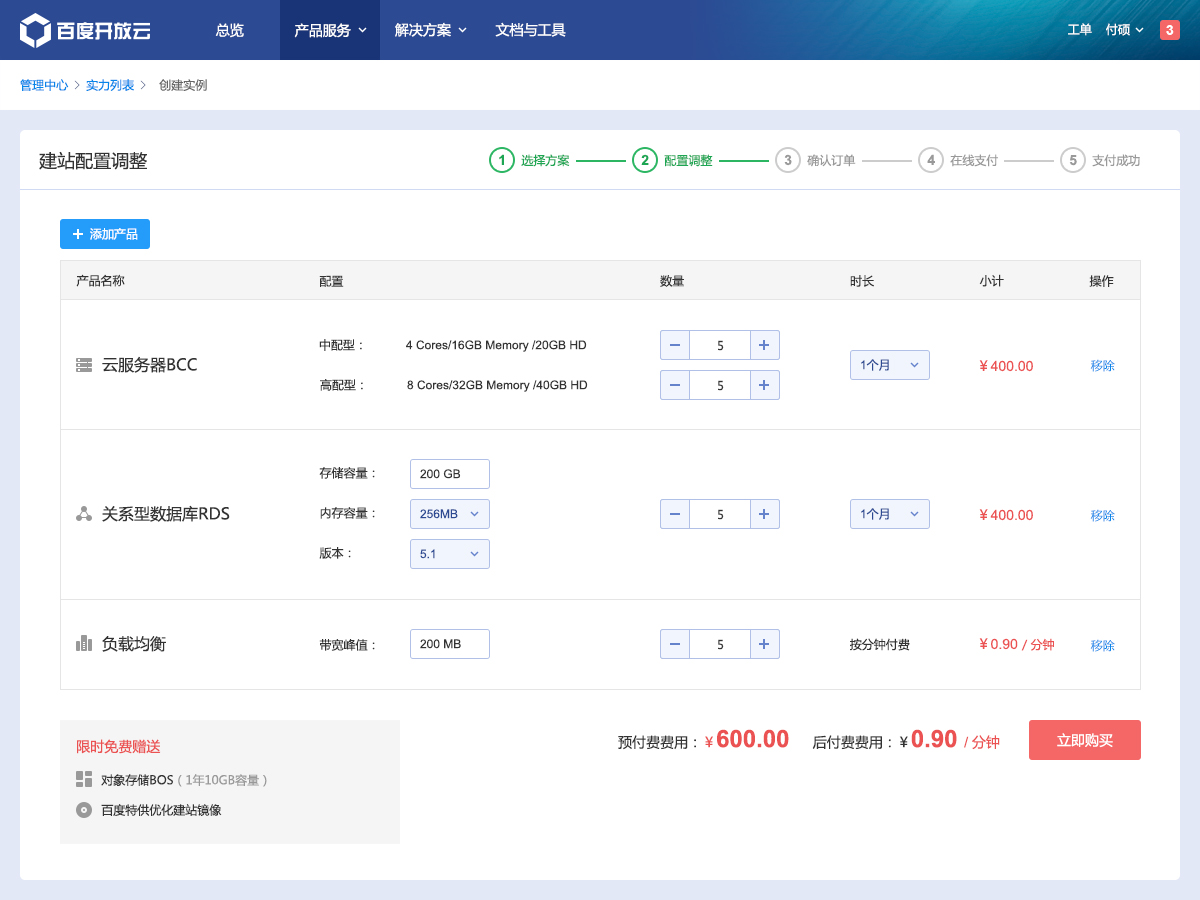 百度开放云 总览 产品服务 解决方案 文档与工具 工单 付硕 3
管理中心 > 实力列表 > 创建实例
建站配置调整 1 选择方案 2 配置调整 3 确认订单 4 在线支付 5 支付成功
+ 添加产品
产品名称 配置 数量 时长 小计 操作
中配型： 4 Cores/16GB Memory /20GB HD − 5 +
云服务器BCC 1个月 ¥400.00 移除
高配型： 8 Cores/32GB Memory /40GB HD − 5 +
存储容量： 200 GB
关系型数据库RDS 内存容量： 256MB − 5 + 1个月 ¥400.00 移除
版本： 5.1
负载均衡 带宽峰值： 200 MB − 5 + 按分钟付费 ¥0.90 / 分钟 移除
预付费费用：¥600.00 后付费费用：¥0.90 / 分钟 立即购买
限时免费赠送
对象存储BOS（1年10GB容量）
百度特供优化建站镜像